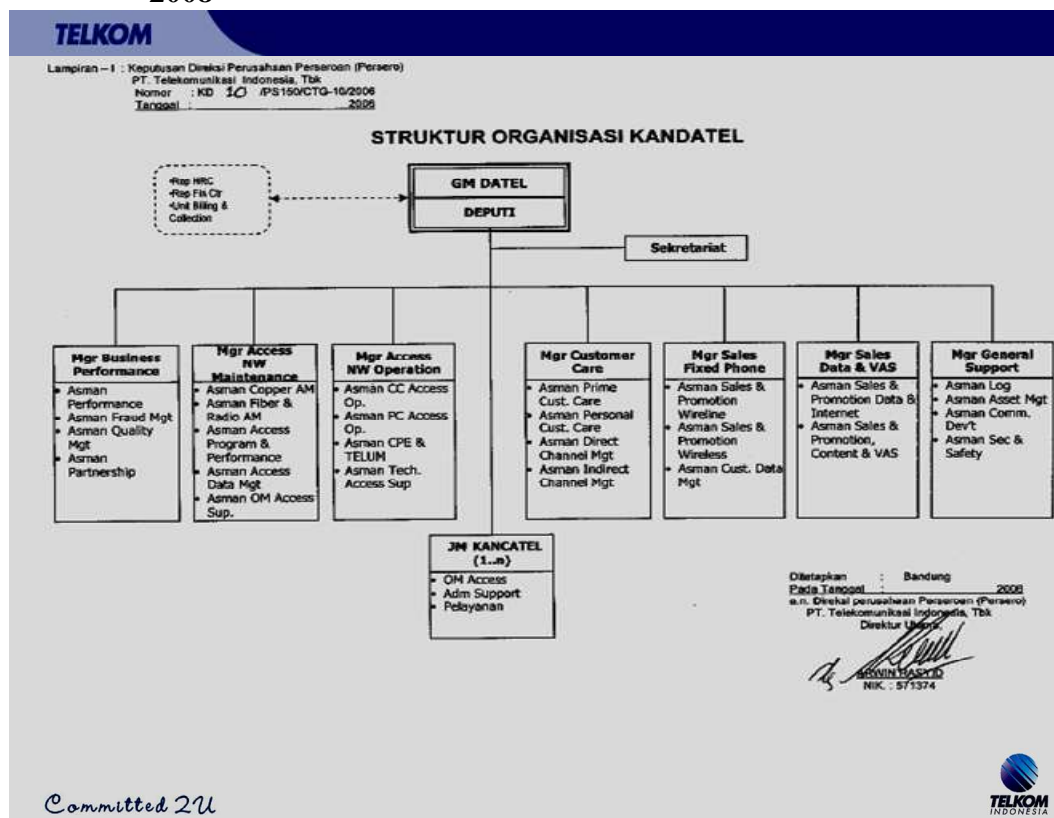 2008
TELKOM
Lampiran – I : Keputusan Direksi Perusahaan Perseroan (Persero)
PT. Telekomunikasi Indonesia, Tbk
Nomor : KD 10 /PS150/CTG-10/2006
Tanggal : 2006
STRUKTUR ORGANISASI KANDATEL
•Rep HRC
•Rep Fin Ctr
•Unit Billing &
Collection
GM DATEL
DEPUTI
Sekretariat
Mgr Business
Performance
• Asman
Performance
• Asman Fraud Mgt
• Asman Quality
Mgt
• Asman
Partnership
Mgr Access
NW
Maintenance
• Asman Copper AM
• Asman Fiber &
Radio AM
• Asman Access
Program &
Performance
• Asman Access
Data Mgt
• Asman OM Access
Sup.
Mgr Access
NW Operation
• Asman CC Access
Op.
• Asman PC Access
Op.
• Asman CPE &
TELUM
• Asman Tech.
Access Sup
Mgr Customer
Care
• Asman Prime
Cust. Care
• Asman Personal
Cust. Care
• Asman Direct
Channel Mgt
• Asman Indirect
Channel Mgt
Mgr Sales
Fixed Phone
• Asman Sales &
Promotion
Wireline
• Asman Sales &
Promotion
Wireless
• Asman Cust. Data
Mgt
Mgr Sales
Data & VAS
• Asman Sales &
Promotion Data &
Internet
• Asman Sales &
Promotion,
Content & VAS
Mgr General
Support
• Asman Log
• Asman Asset Mgt
• Asman Comm.
Dev't
• Asman Sec &
Safety
JM KANCATEL
(1..n)
• OM Access
• Adm Support
• Pelayanan
Ditetapkan : Bandung
Pada Tanggal : 2006
a.n. Direksi perusahaan Perseroan (Persero)
PT. Telekomunikasi Indonesia, Tbk
Direktur Utama,
ARWIN RASYID
NIK. : 571374
Committed 2U
TELKOM
INDONESIA